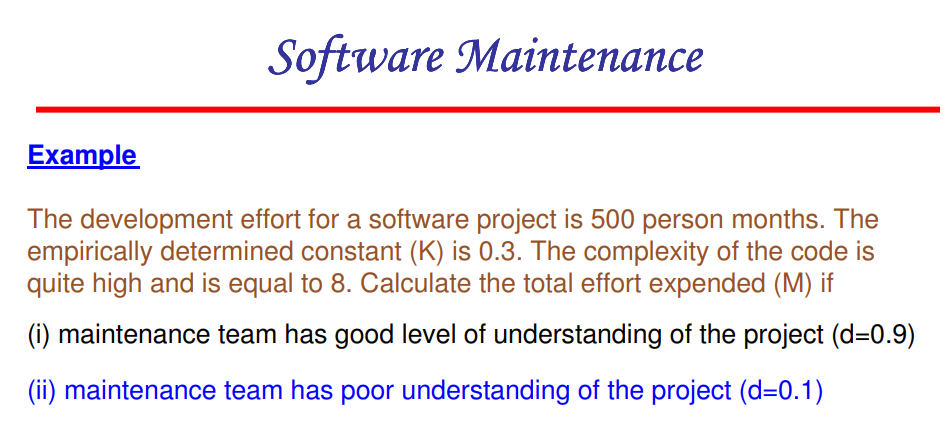 Software Maintenance
Example
The development effort for a software project is 500 person months. The
empirically determined constant (K) is 0.3. The complexity of the code is
quite high and is equal to 8. Calculate the total effort expended (M) if
(i) maintenance team has good level of understanding of the project (d=0.9)
(ii) maintenance team has poor understanding of the project (d=0.1)